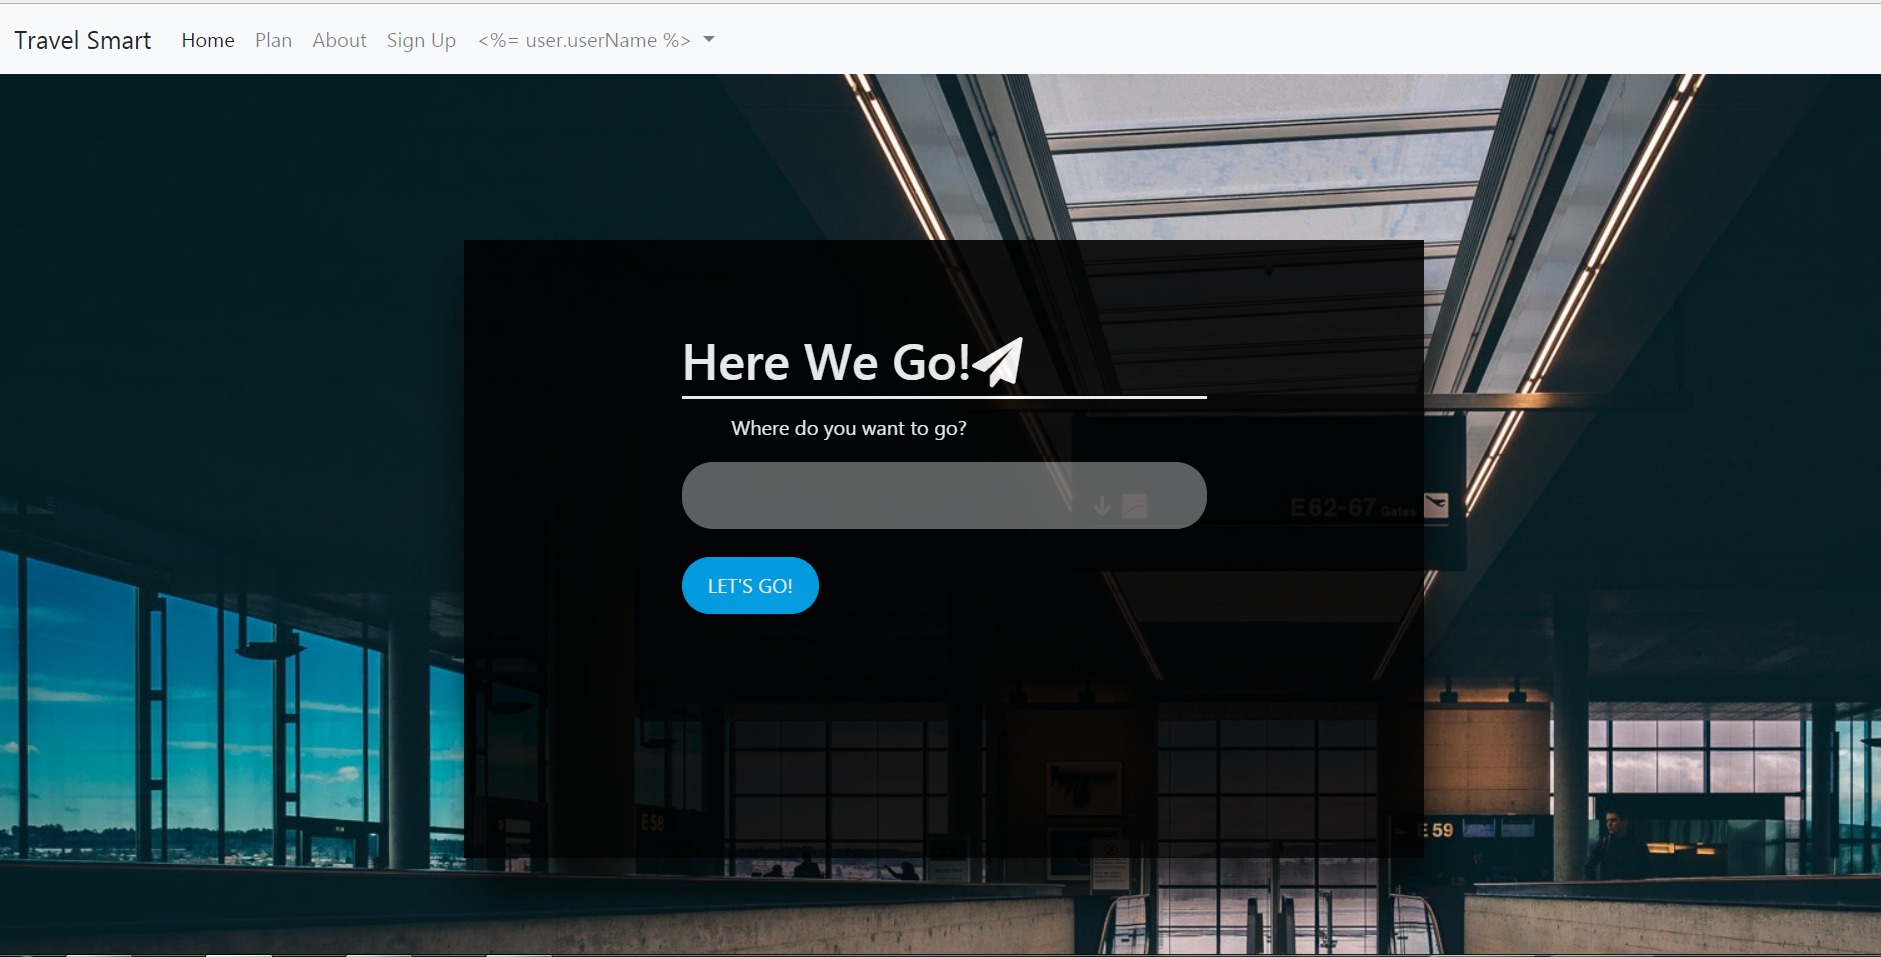 Travel Smart Home Plan About Sign Up <%= user.userName %>
Here We Go!
Where do you want to go?
E62-67 Gates
LET'S GO!
E 58
E 59